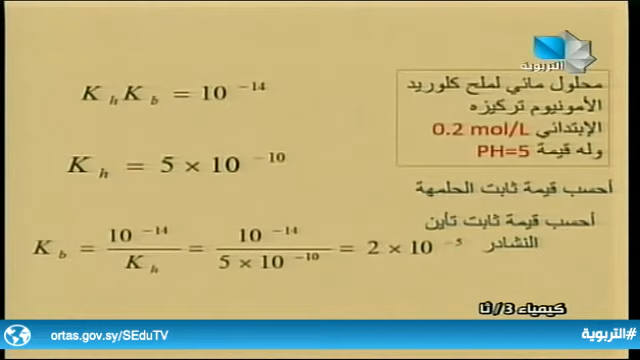 التربوية
محلول مائي لملح كلوريد
الأمونيوم تركيزه
الإبتدائي 0.2 mol/L
وله قيمة PH=5
أحسب قيمة ثابت الحلمهة
أحسب قيمة ثابت تأين
النشادر
K_h K_b = 10^{-14}
K_h = 5 × 10^{-10}
K_b = \frac{10^{-14}}{K_h} = \frac{10^{-14}}{5 × 10^{-10}} = 2 × 10^{-5}
كيمياء /3 ثا
ortas.gov.sy/SEduTV
#التربوية